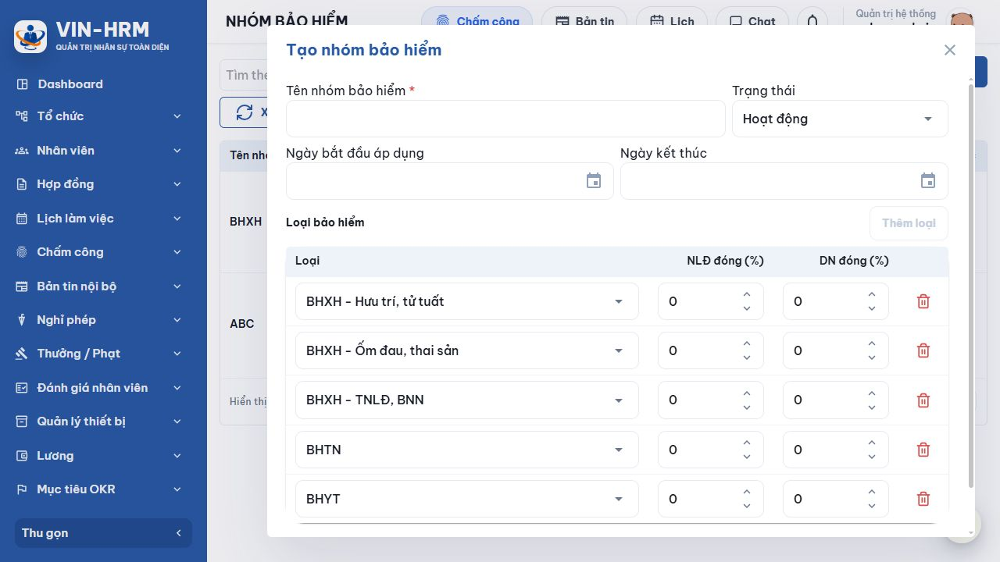 VIN-HRM
QUẢN TRỊ NHÂN SỰ TOÀN DIỆN
Dashboard
Tổ chức
Nhân viên
Hợp đồng
Lịch làm việc
Chấm công
Bản tin nội bộ
Nghỉ phép
Thưởng / Phạt
Đánh giá nhân viên
Quản lý thiết bị
Lương
Mục tiêu OKR
Thu gọn
NHÓM BẢO HIỂM
Chấm công
Bản tin
Lịch
Chat
Quản trị hệ thống
Tìm the
X
Tên nhó
BHXH
ABC
Hiển thị
Tạo nhóm bảo hiểm
Tên nhóm bảo hiểm *
Trạng thái
Hoạt động
Ngày bắt đầu áp dụng
Ngày kết thúc
Loại bảo hiểm
Thêm loại
Loại NLĐ đóng (%) DN đóng (%)
BHXH - Hưu trí, tử tuất 0 0
BHXH - Ốm đau, thai sản 0 0
BHXH - TNLĐ, BNN 0 0
BHTN 0 0
BHYT 0 0